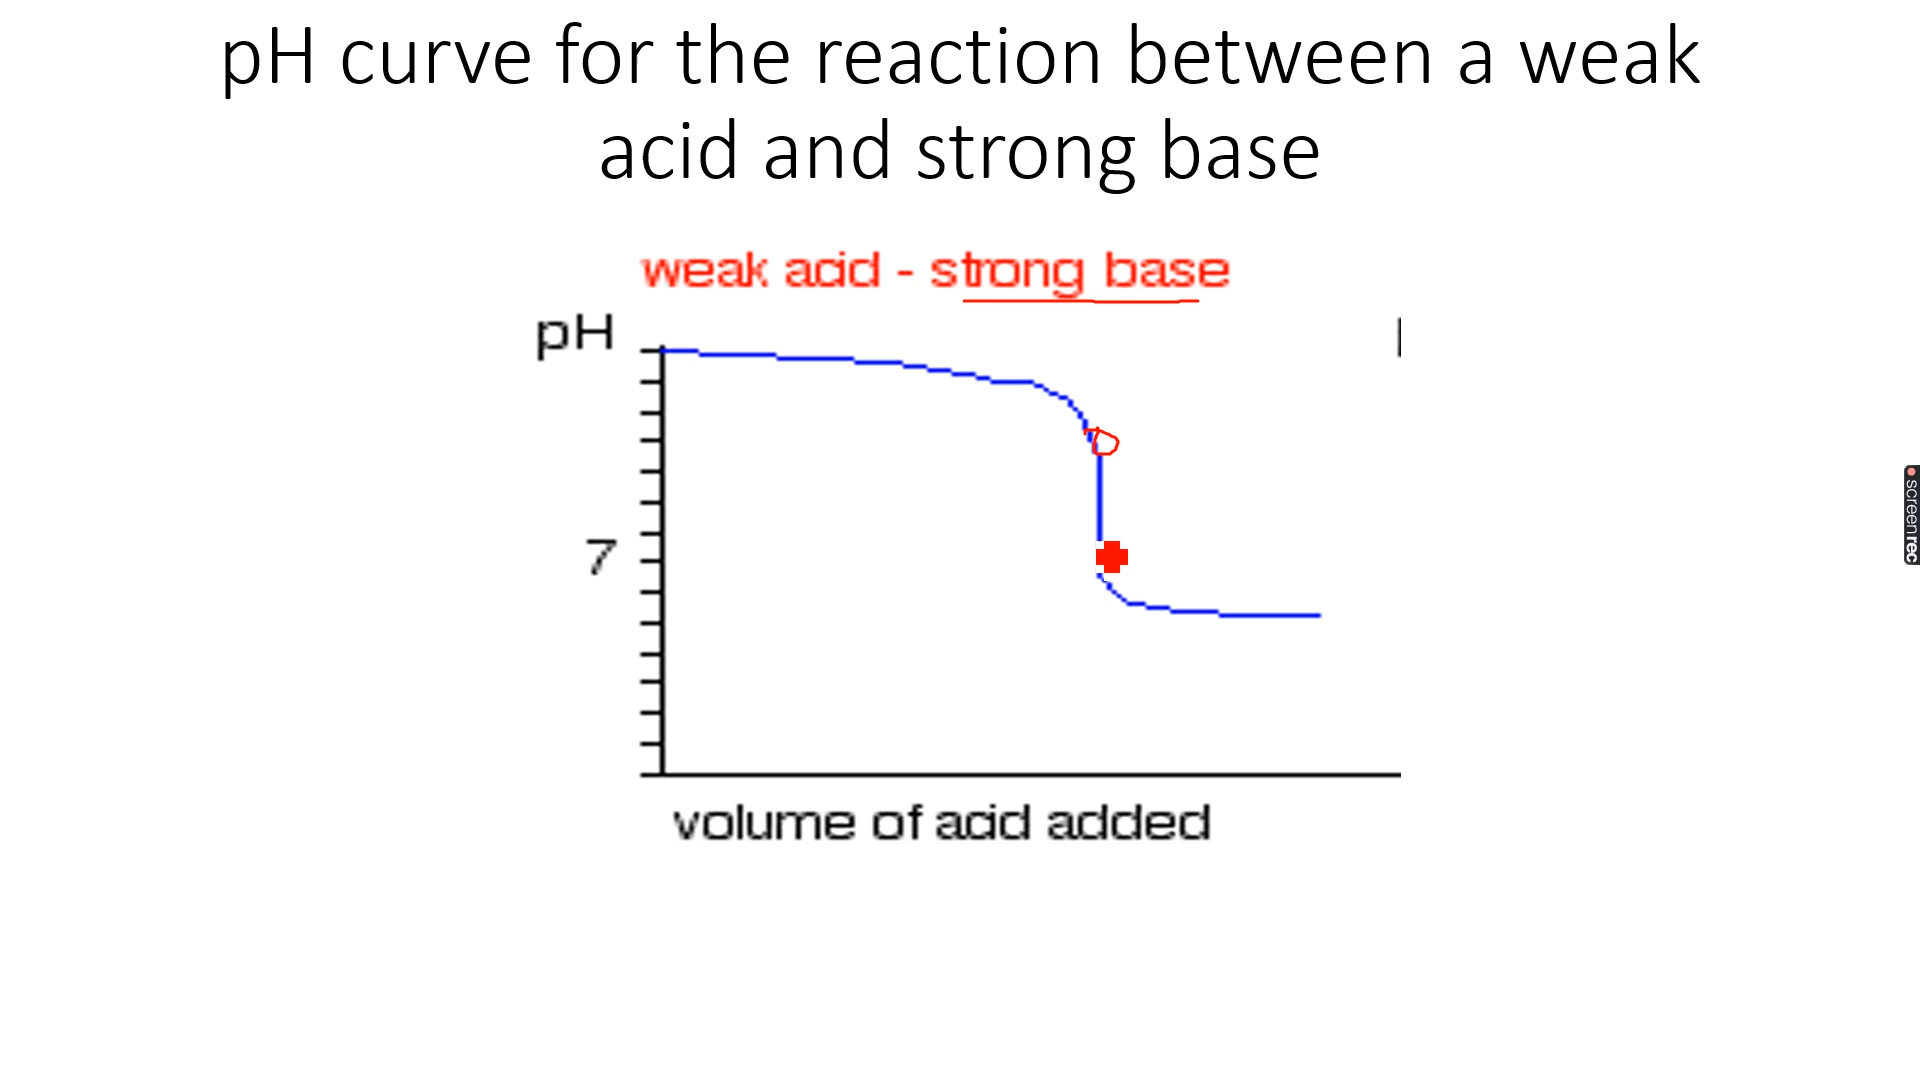 pH curve for the reaction between a weak
acid and strong base
weak acid - strong base
pH
7
volume of acid added
screenrec